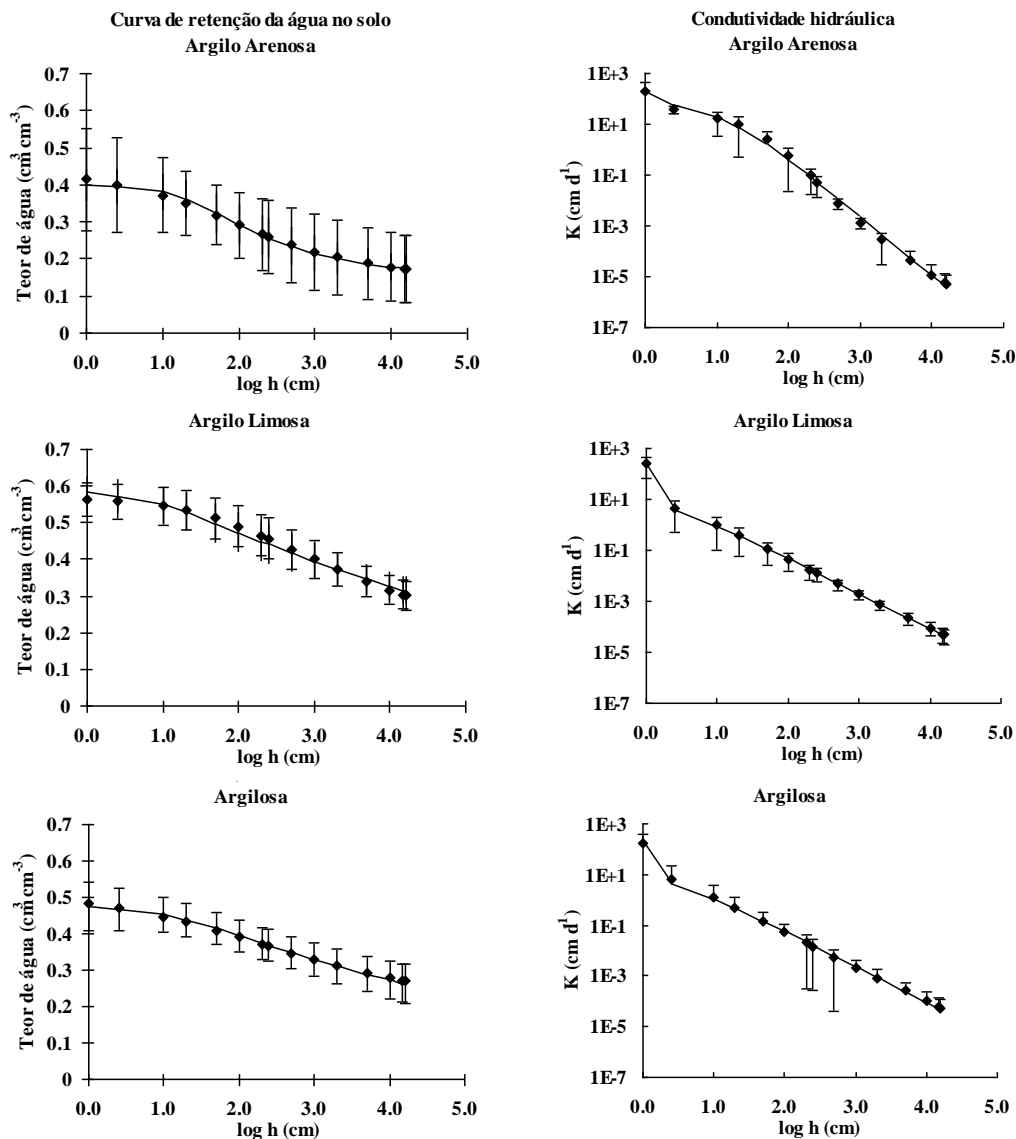 Curva de retenção da água no solo
Argilo Arenosa
0.7
0.6
0.5
0.4
0.3
0.2
0.1
0
Teor de água (cm³ cm⁻³)
0.0 1.0 2.0 3.0 4.0 5.0
log h (cm)
Condutividade hidráulica
Argilo Arenosa
1E+3
1E+1
1E-1
1E-3
1E-5
1E-7
K (cm d¹)
0.0 1.0 2.0 3.0 4.0 5.0
log h (cm)
Argilo Limosa
0.7
0.6
0.5
0.4
0.3
0.2
0.1
0
Teor de água (cm³ cm⁻³)
0.0 1.0 2.0 3.0 4.0 5.0
log h (cm)
Argilo Limosa
1E+3
1E+1
1E-1
1E-3
1E-5
1E-7
K (cm d¹)
0.0 1.0 2.0 3.0 4.0 5.0
log h (cm)
Argilosa
0.7
0.6
0.5
0.4
0.3
0.2
0.1
0
Teor de água (cm³ cm⁻³)
0.0 1.0 2.0 3.0 4.0 5.0
log h (cm)
Argilosa
1E+3
1E+1
1E-1
1E-3
1E-5
1E-7
K (cm d¹)
0.0 1.0 2.0 3.0 4.0 5.0
log h (cm)